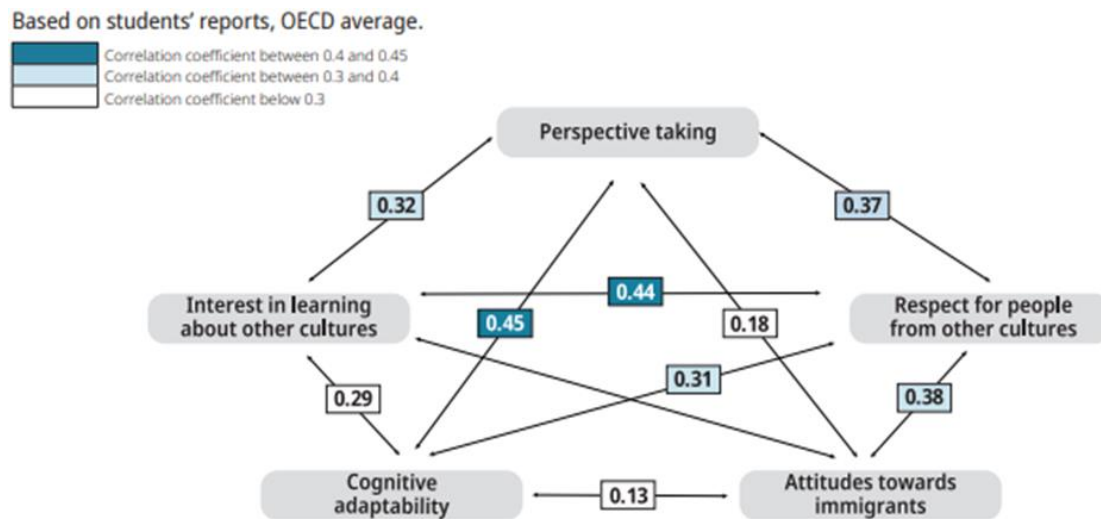 Based on students' reports, OECD average.
Correlation coefficient between 0.4 and 0.45
Correlation coefficient between 0.3 and 0.4
Correlation coefficient below 0.3
Perspective taking
0.32
0.37
Interest in learning
about other cultures
0.44
Respect for people
from other cultures
0.45
0.18
0.31
0.29
0.38
Cognitive
adaptability
0.13
Attitudes towards
immigrants